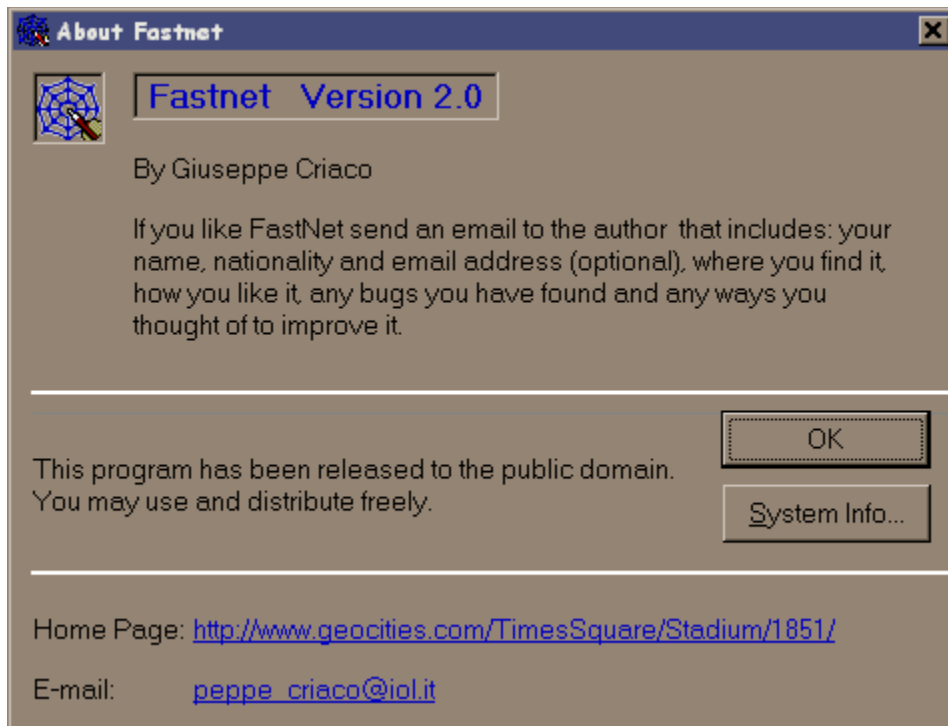 About Fastnet
Fastnet Version 2.0
By Giuseppe Criaco
If you like FastNet send an email to the author that includes: your
name, nationality and email address (optional), where you find it,
how you like it, any bugs you have found and any ways you
thought of to improve it.
OK
This program has been released to the public domain.
You may use and distribute freely.
System Info...
Home Page: http://www.geocities.com/TimesSquare/Stadium/1851/
E-mail: peppe_criaco@iol.it